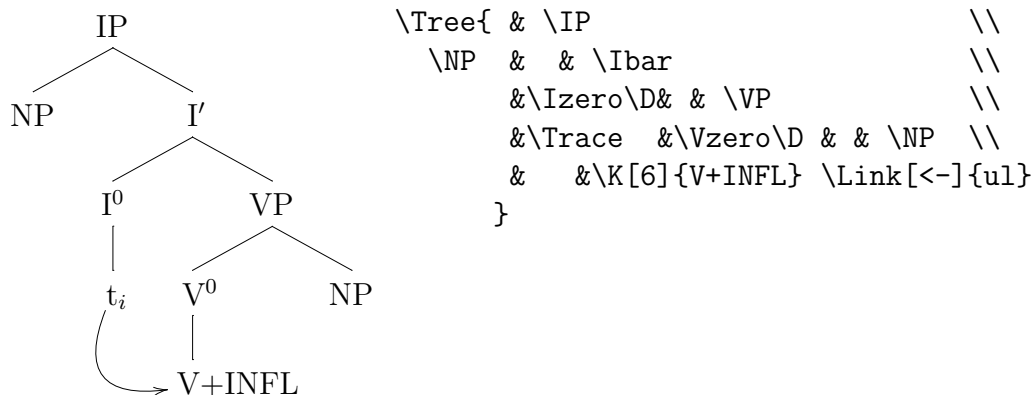 IP
NP I′
I⁰ VP
tᵢ V⁰ NP
V+INFL
\Tree{ & \IP \\
\NP & & \Ibar \\
&\Izero\D& & \VP \\
&\Trace &\Vzero\D & & \NP \\
& &\K[6]{V+INFL} \Link[<-]{ul}
}